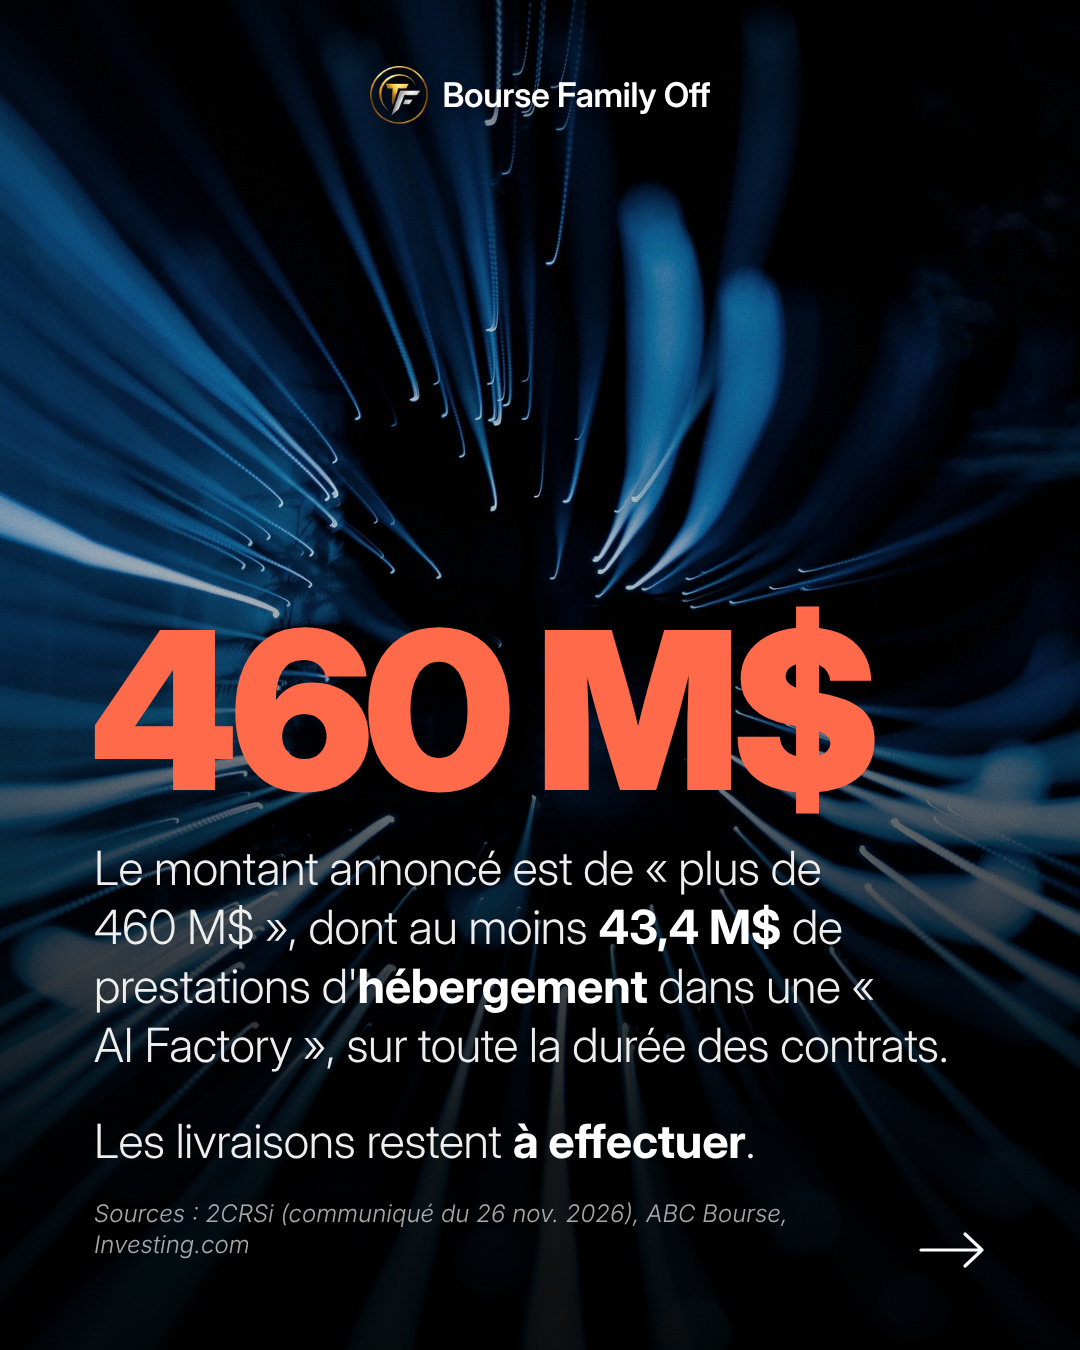 TF Bourse Family Off
460 M$
Le montant annoncé est de « plus de
460 M$ », dont au moins 43,4 M$ de
prestations d'hébergement dans une «
AI Factory », sur toute la durée des contrats.
Les livraisons restent à effectuer.
Sources : 2CRSi (communiqué du 26 nov. 2026), ABC Bourse,
Investing.com